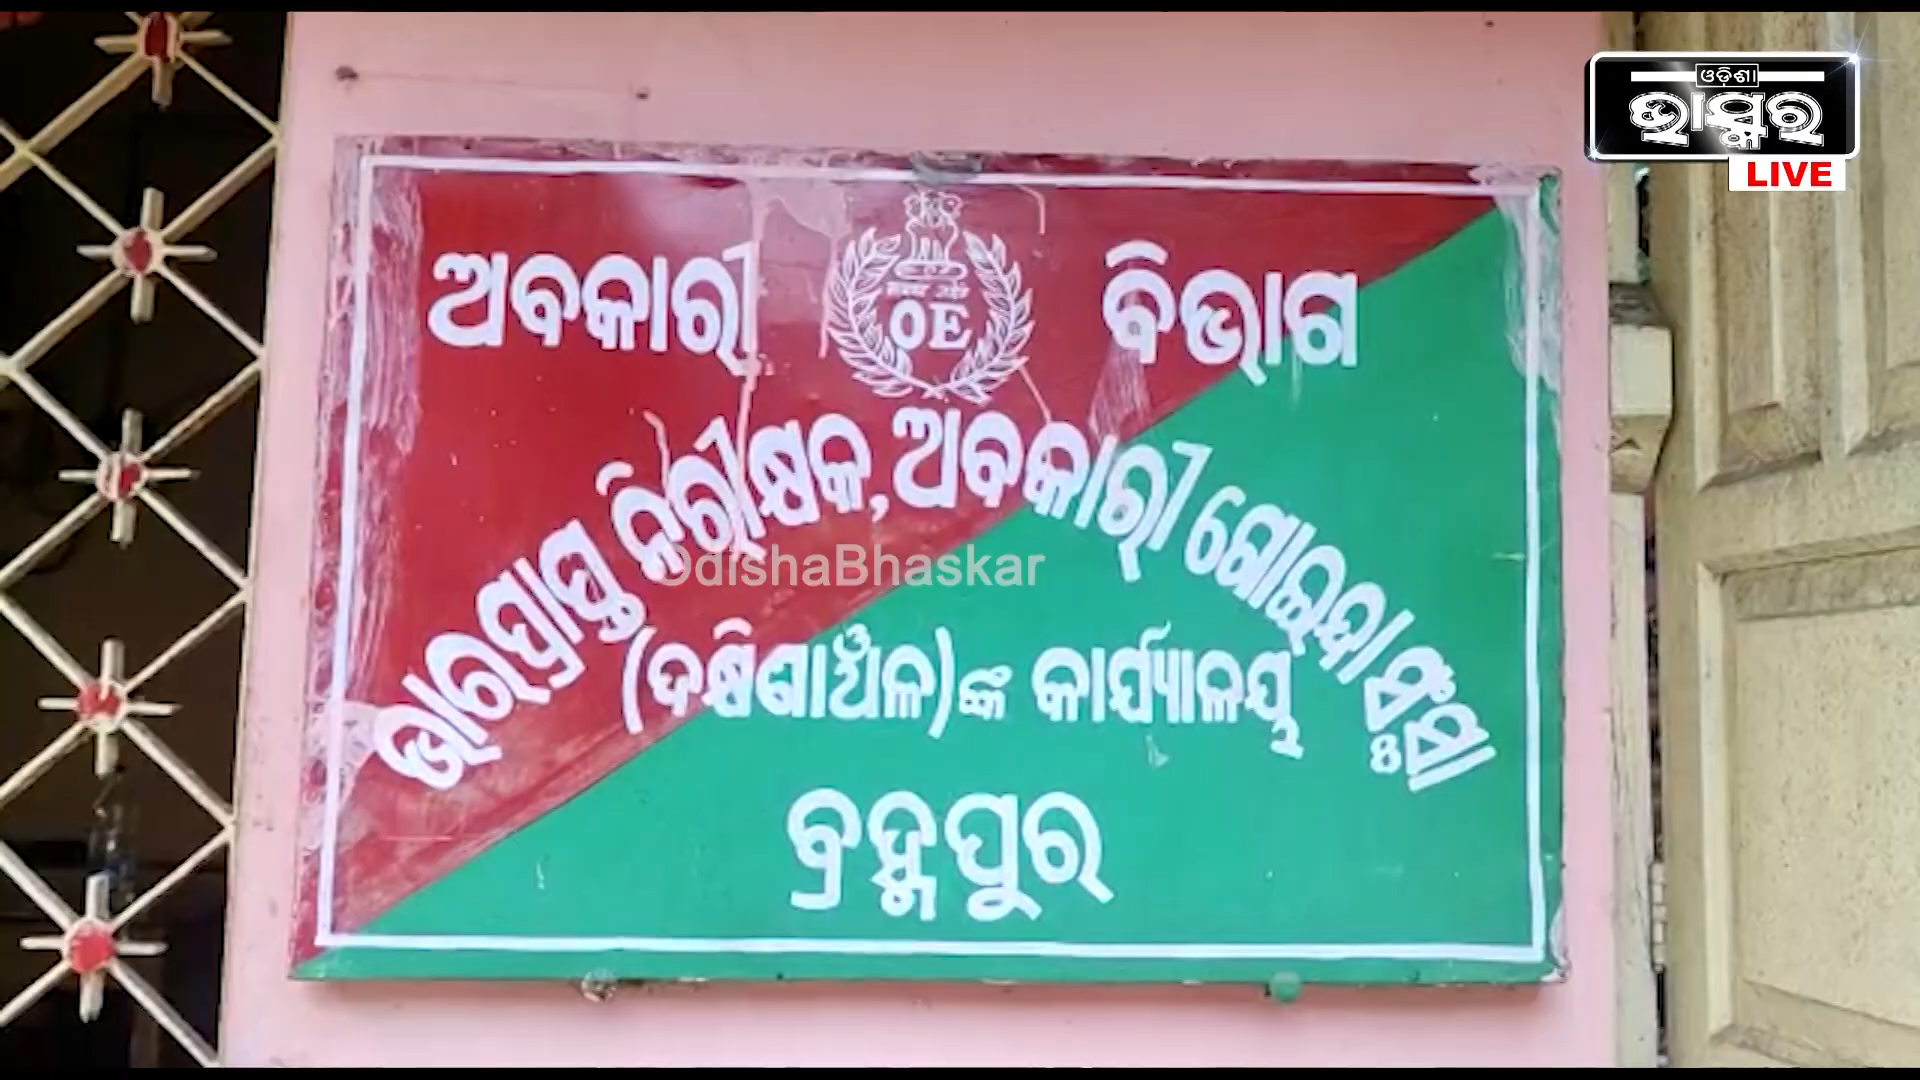 ଓଡ଼ିଶା
ଭାସ୍କର
LIVE
ଅବକାରୀ ବିଭାଗ
OE
ଭାରପ୍ରାପ୍ତ ନିରୀକ୍ଷକ, ଅବକାରୀ ଗୋଇନ୍ଦା ସଂସ୍ଥା
OdishaBhaskar
(ଦକ୍ଷିଣାଞ୍ଚଳ)ଙ୍କ କାର୍ଯ୍ୟାଳୟ
ବ୍ରହ୍ମପୁର